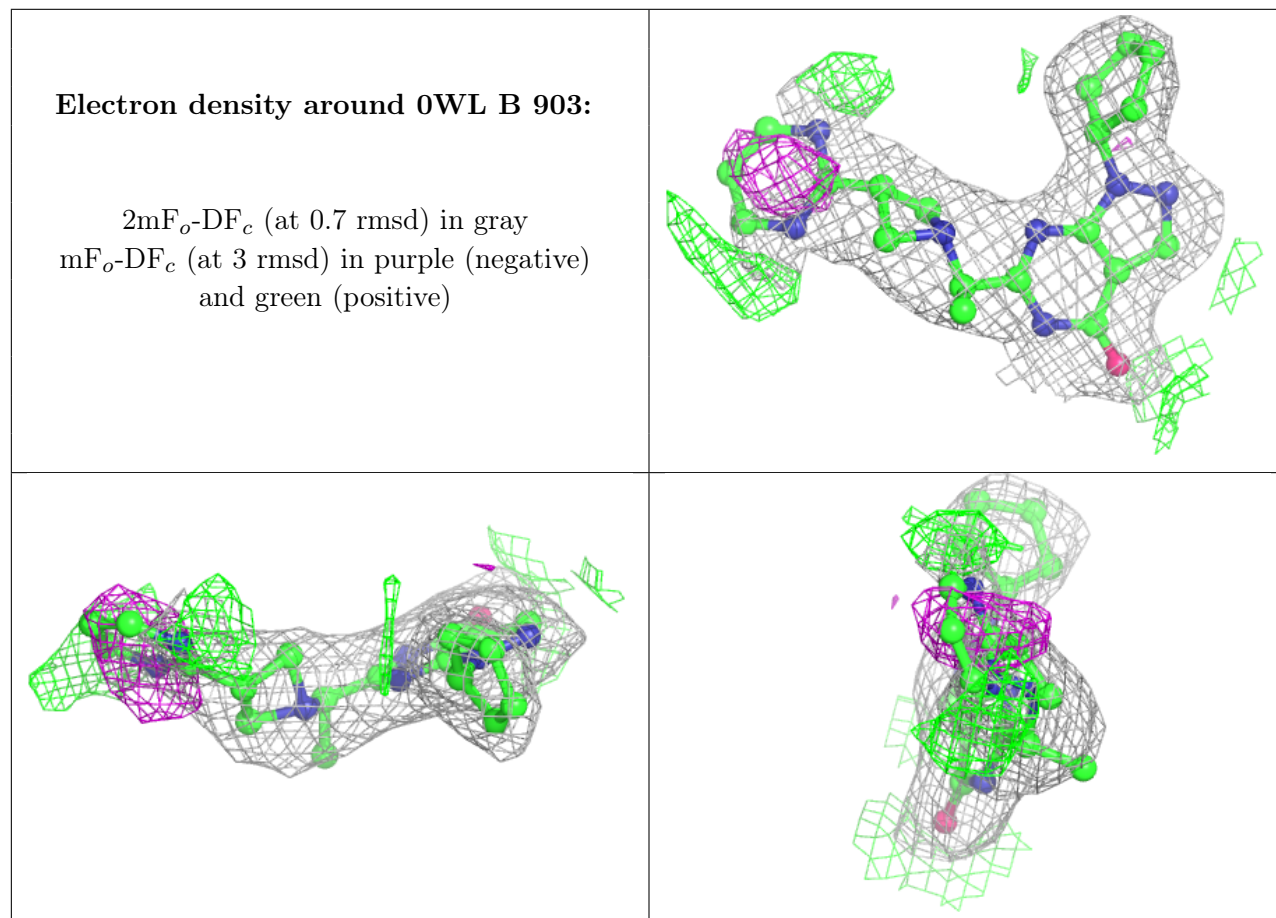 Electron density around 0WL B 903:
2mFo-DFc (at 0.7 rmsd) in gray
mFo-DFc (at 3 rmsd) in purple (negative)
and green (positive)